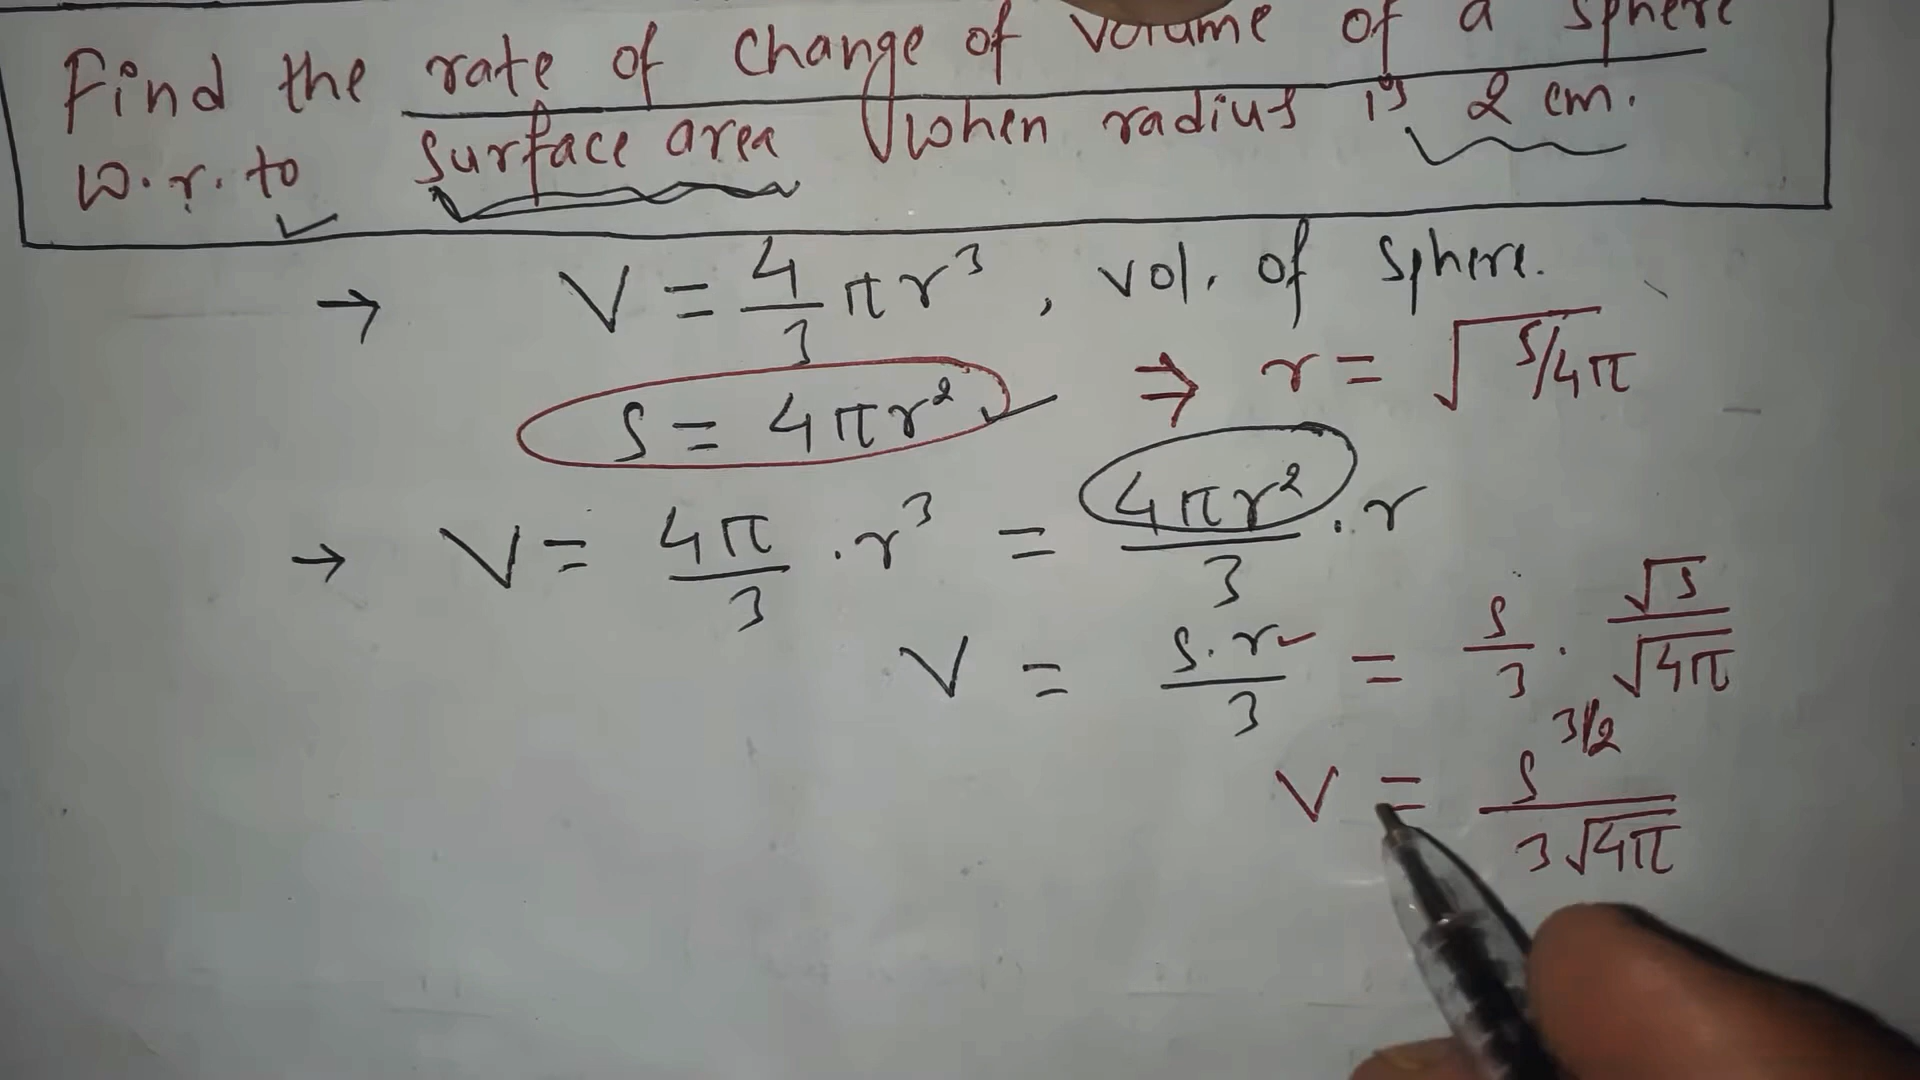 Find the rate of change of volume of a sphere
w.r. to surface area when radius is 2 cm.
→ V = 4/3 πr³, vol. of sphere.
S = 4πr² ⇒ r = √(S/4π)
→ V = 4π/3 . r³ = 4πr²/3 . r
V = S.r/3 = S/3 . √S/√4π
V = S^3/2 / 3√4π